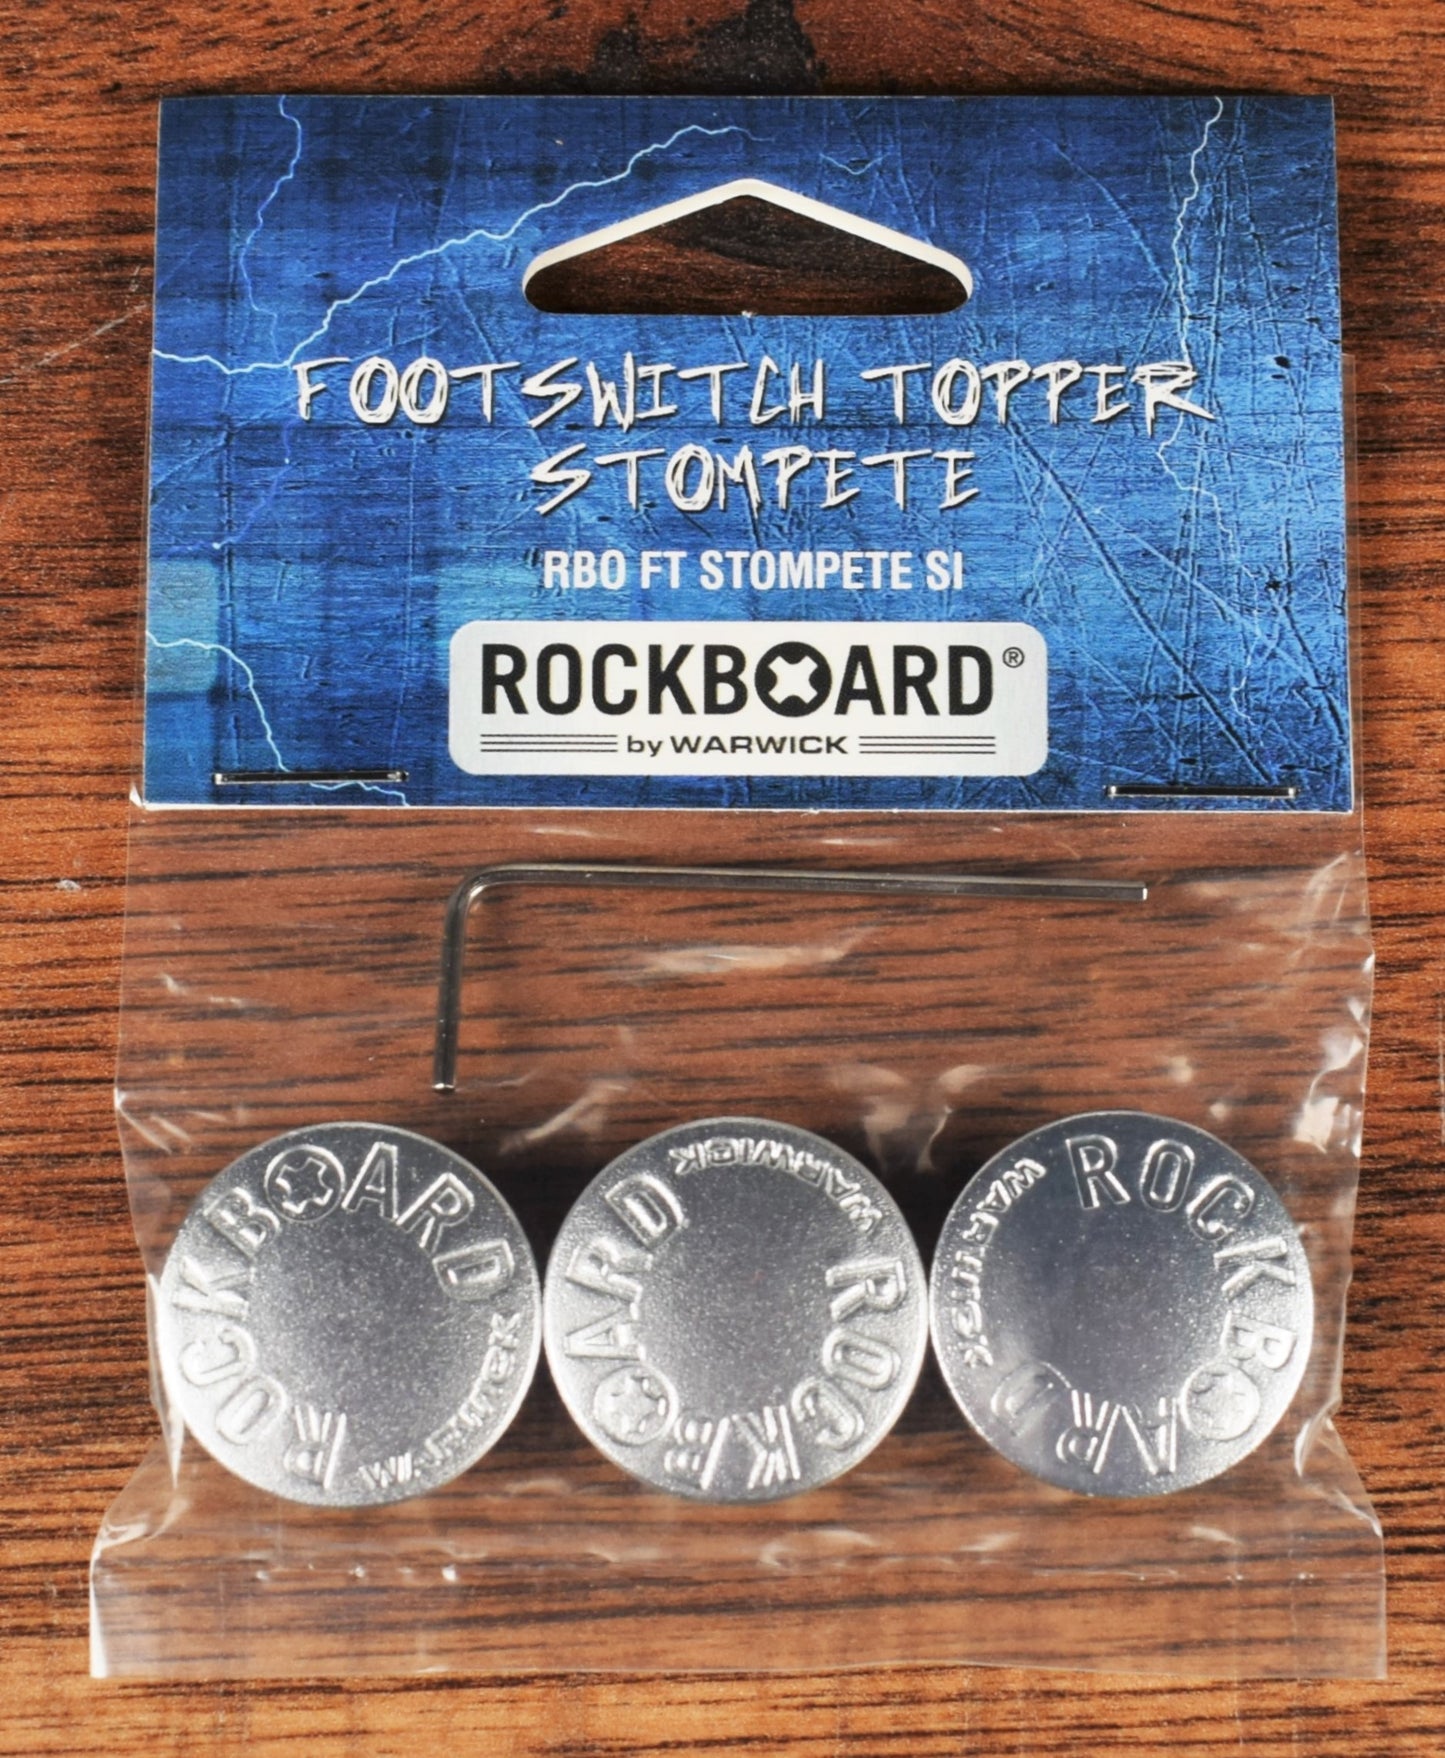 FOOTSWITCH TOPPER
STOMPETE
RBO FT STOMPETE SI
ROCKBOARD®
by WARWICK
ROCKBOARD
WARWICK
ROCKBOARD
WARWICK
ROCKBOARD
WARWICK